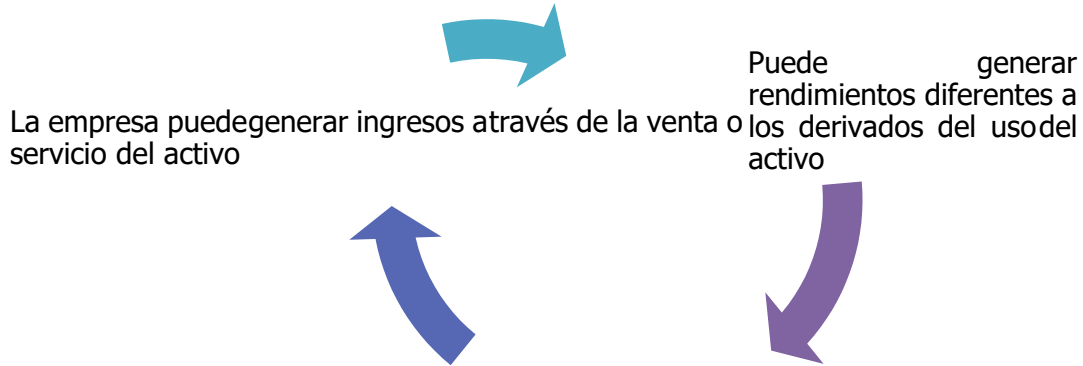 La empresa puedegenerar ingresos através de la venta o
servicio del activo
Puede generar
rendimientos diferentes a
los derivados del usodel
activo